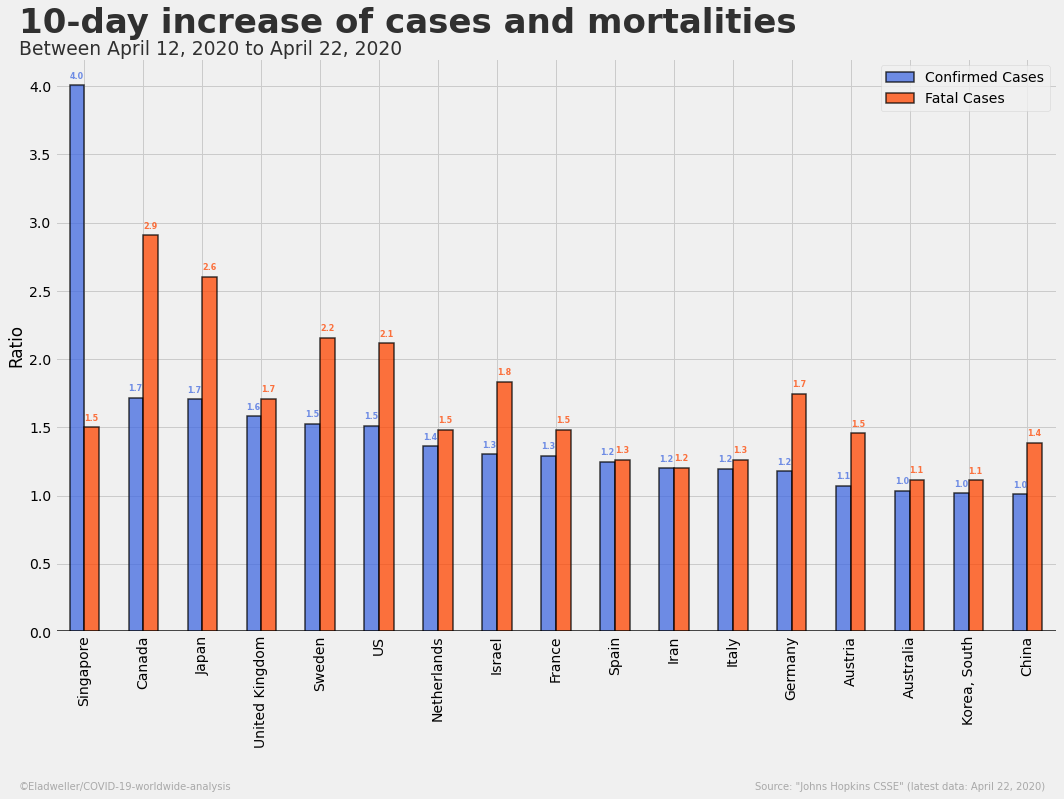 10-day increase of cases and mortalities
Between April 12, 2020 to April 22, 2020
Confirmed Cases
Fatal Cases
Ratio
4.0
3.5
3.0
2.5
2.0
1.5
1.0
0.5
0.0
4.0 1.5
1.7 2.9
1.7 2.6
1.6 1.7
1.5 2.2
1.5 2.1
1.4 1.5
1.3 1.8
1.3 1.5
1.2 1.3
1.2 1.2
1.2 1.3
1.2 1.7
1.1 1.5
1.0 1.1
1.0 1.1
1.0 1.4
Singapore
Canada
Japan
United Kingdom
Sweden
US
Netherlands
Israel
France
Spain
Iran
Italy
Germany
Austria
Australia
Korea, South
China
©Eladweller/COVID-19-worldwide-analysis
Source: "Johns Hopkins CSSE" (latest data: April 22, 2020)